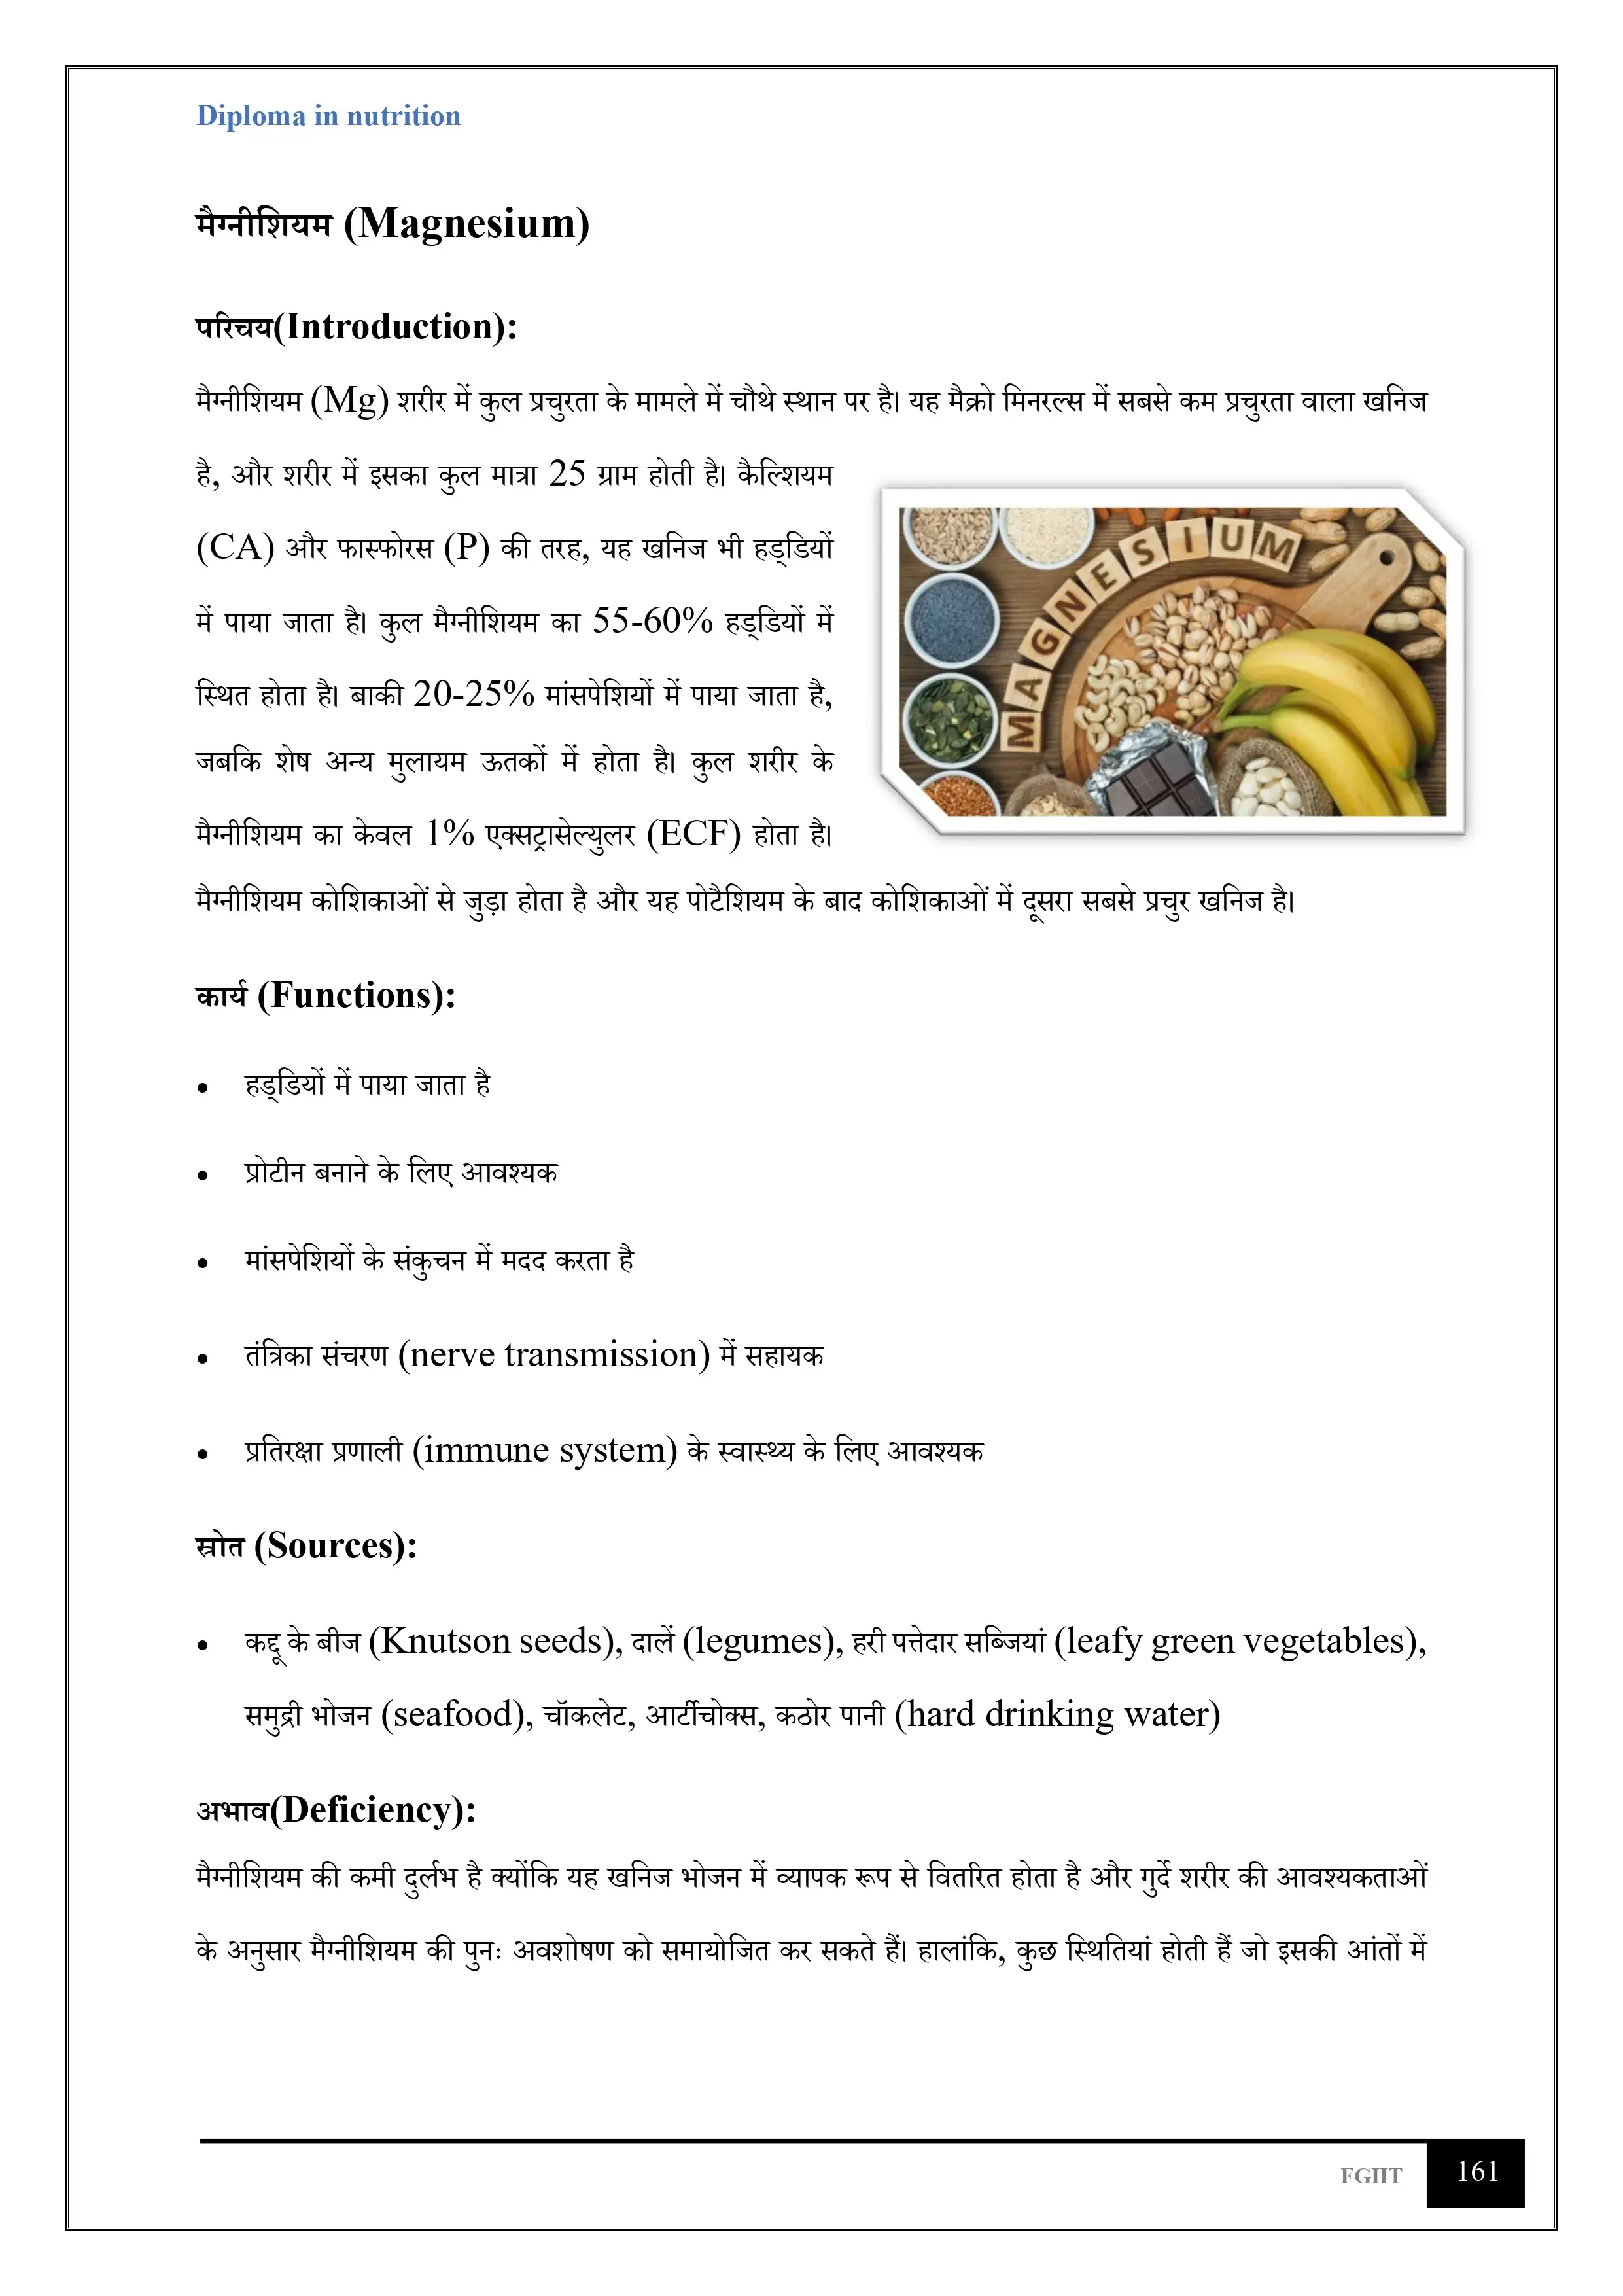 Diploma in nutrition
मैग्नीशियम (Magnesium)
परिचय(Introduction):
मैग्नीशियम (Mg) शरीर में कुल प्रचुरता के मामले में चौथे स्थान पर है। यह मैक्रो मिनरल्स में सबसे कम प्रचुरता वाला खनिज
है, और शरीर में इसका कुल मात्रा 25 ग्राम होती है। कैल्शियम
(CA) और फास्फोरस (P) की तरह, यह खनिज भी हड्डियों
में पाया जाता है। कुल मैग्नीशियम का 55-60% हड्डियों में
स्थित होता है। बाकी 20-25% मांसपेशियों में पाया जाता है,
जबकि शेष अन्य मुलायम ऊतकों में होता है। कुल शरीर के
मैग्नीशियम का केवल 1% एक्सट्रासेल्युलर (ECF) होता है।
MAGNESIUM
मैग्नीशियम कोशिकाओं से जुड़ा होता है और यह पोटैशियम के बाद कोशिकाओं में दूसरा सबसे प्रचुर खनिज है।
कार्य (Functions):
• हड्डियों में पाया जाता है
• प्रोटीन बनाने के लिए आवश्यक
• मांसपेशियों के संकुचन में मदद करता है
• तंत्रिका संचरण (nerve transmission) में सहायक
• प्रतिरक्षा प्रणाली (immune system) के स्वास्थ्य के लिए आवश्यक
स्रोत (Sources):
• कद्दू के बीज (Knutson seeds), दालें (legumes), हरी पत्तेदार सब्जियां (leafy green vegetables),
समुद्री भोजन (seafood), चॉकलेट, आर्टीचोक्स, कठोर पानी (hard drinking water)
अभाव(Deficiency):
मैग्नीशियम की कमी दुर्लभ है क्योंकि यह खनिज भोजन में व्यापक रूप से वितरित होता है और गुर्दे शरीर की आवश्यकताओं
के अनुसार मैग्नीशियम की पुनः अवशोषण को समायोजित कर सकते हैं। हालांकि, कुछ स्थितियां होती हैं जो इसकी आंतों में
FGIIT 161